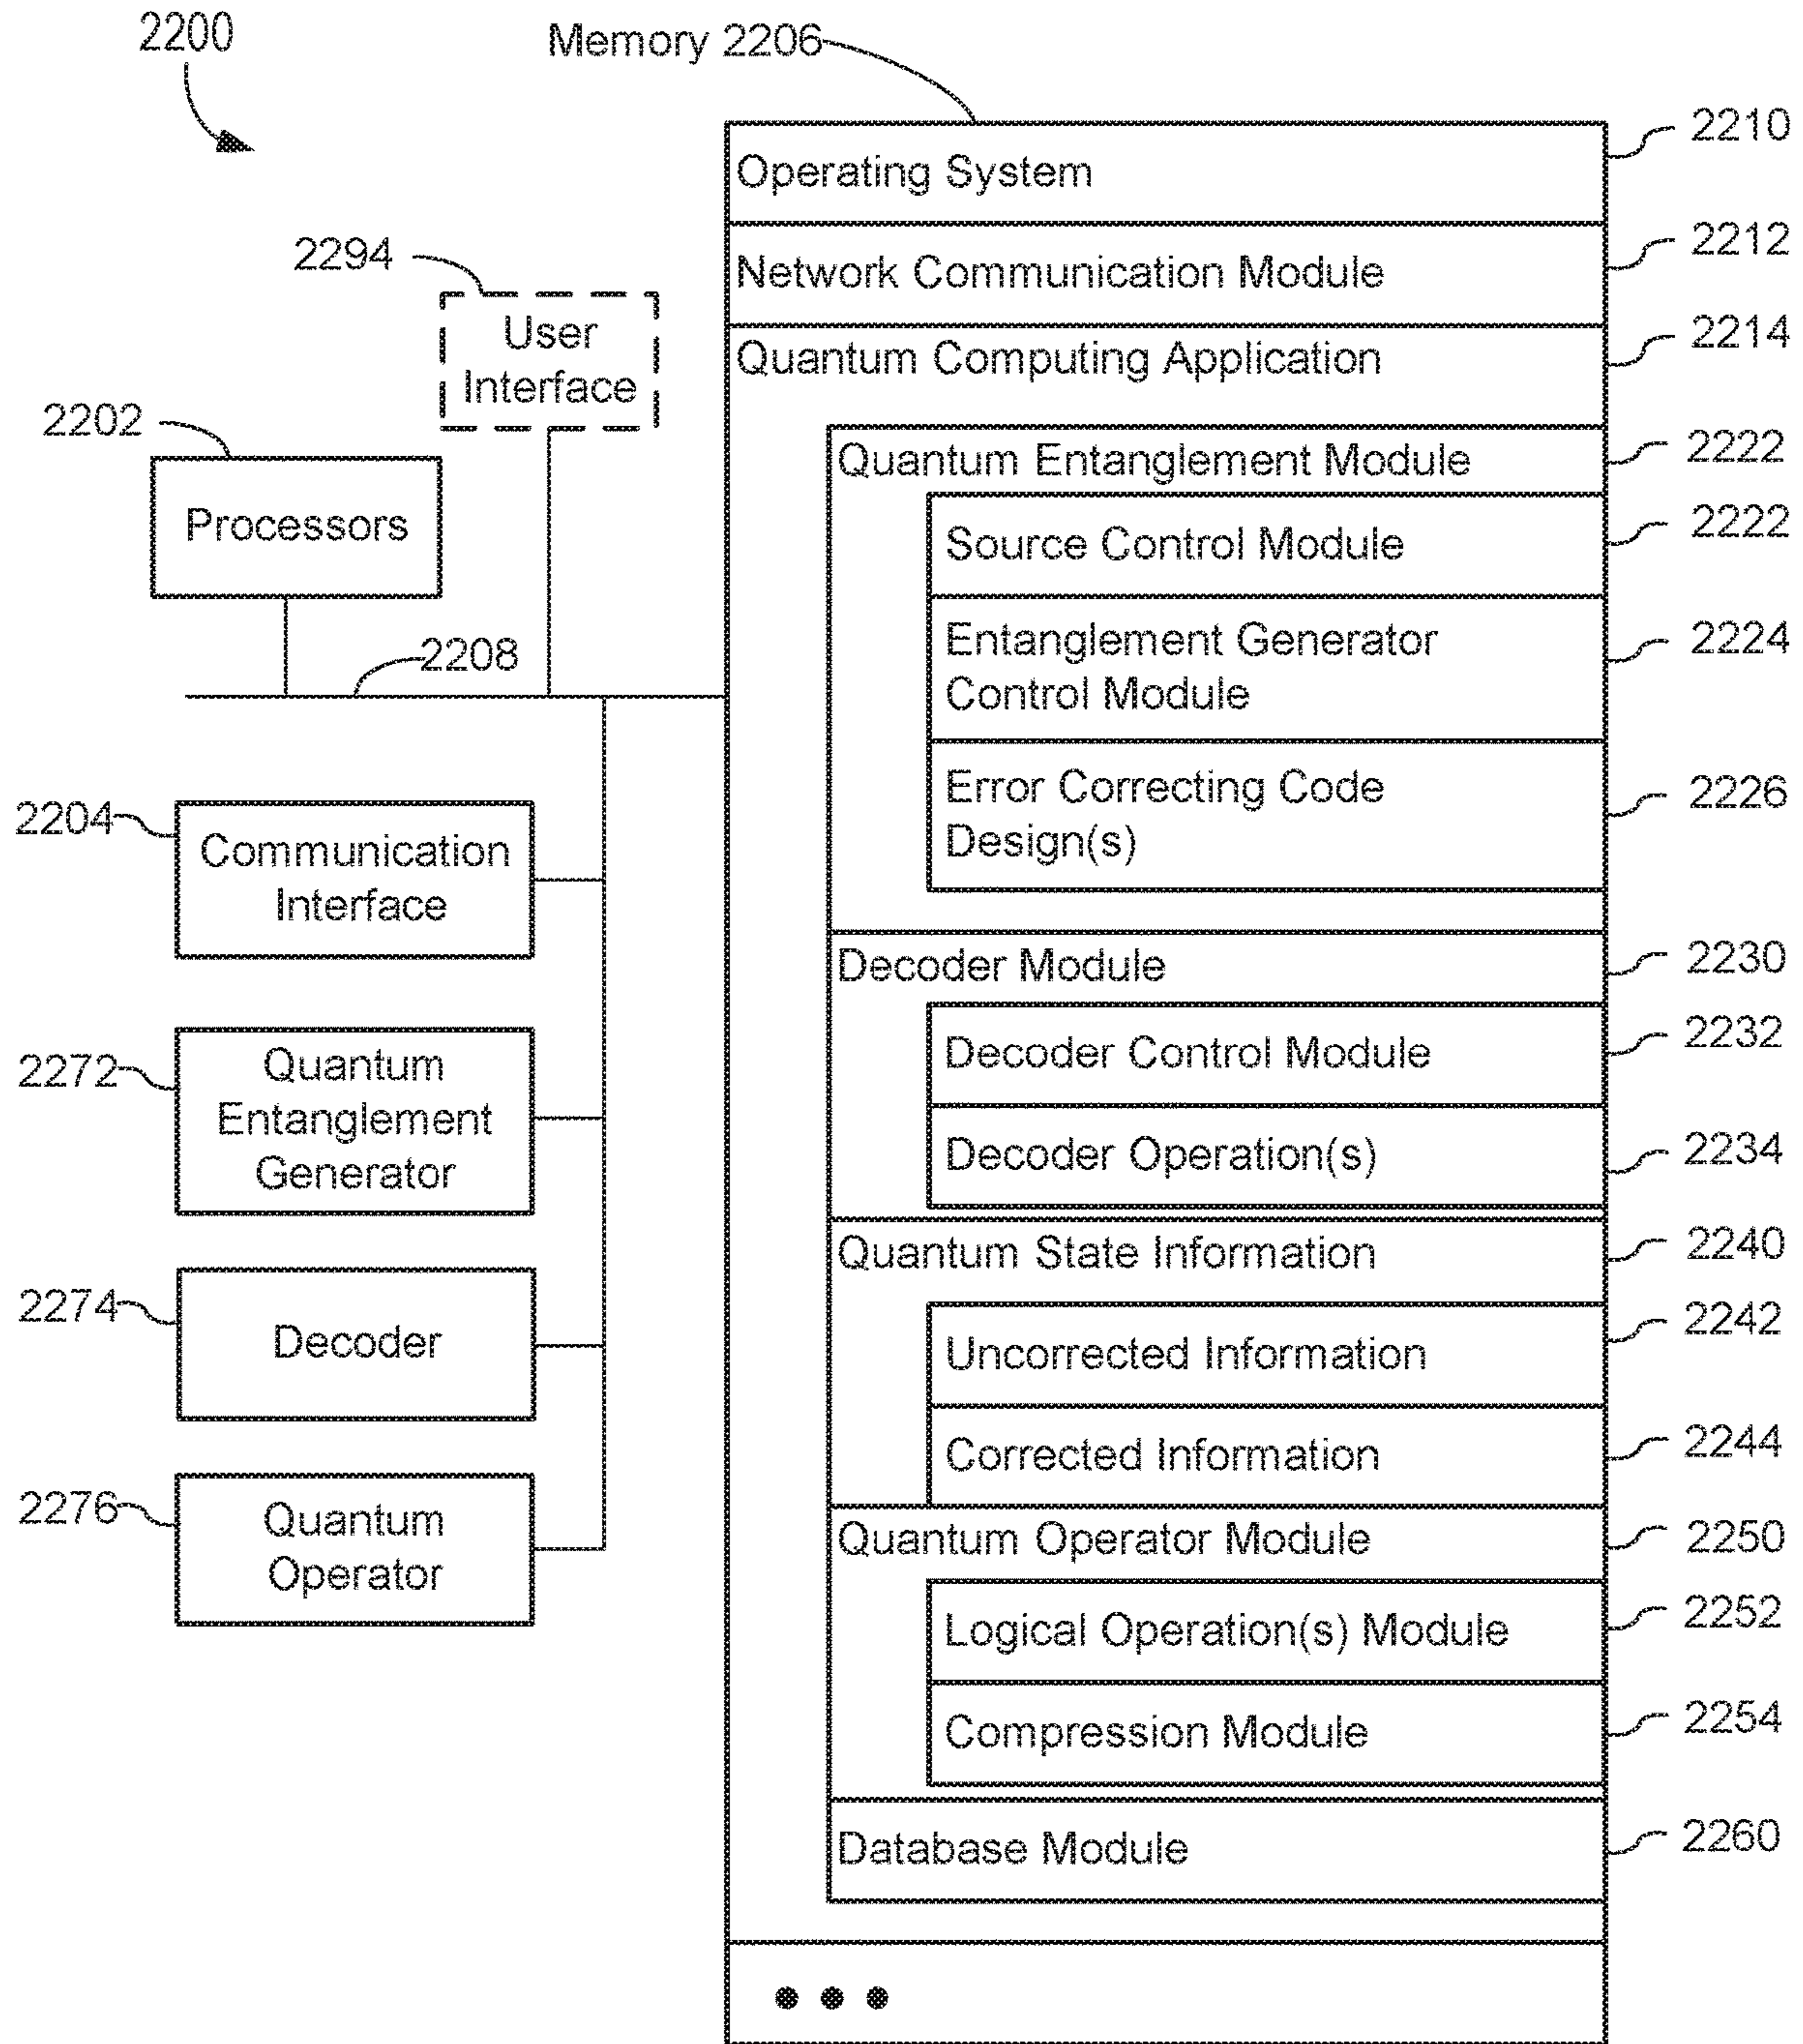 2200
Memory 2206
2210
Operating System
2212
Network Communication Module
2294
User
Interface
2214
Quantum Computing Application
2202
Processors
2222
Quantum Entanglement Module
2222
Source Control Module
2224
Entanglement Generator
Control Module
2208
2226
Error Correcting Code
Design(s)
2204
Communication
Interface
2230
Decoder Module
2232
Decoder Control Module
2272
Quantum
Entanglement
Generator
2234
Decoder Operation(s)
2240
Quantum State Information
2274
Decoder
2242
Uncorrected Information
2244
Corrected Information
2276
Quantum
Operator
2250
Quantum Operator Module
2252
Logical Operation(s) Module
2254
Compression Module
2260
Database Module